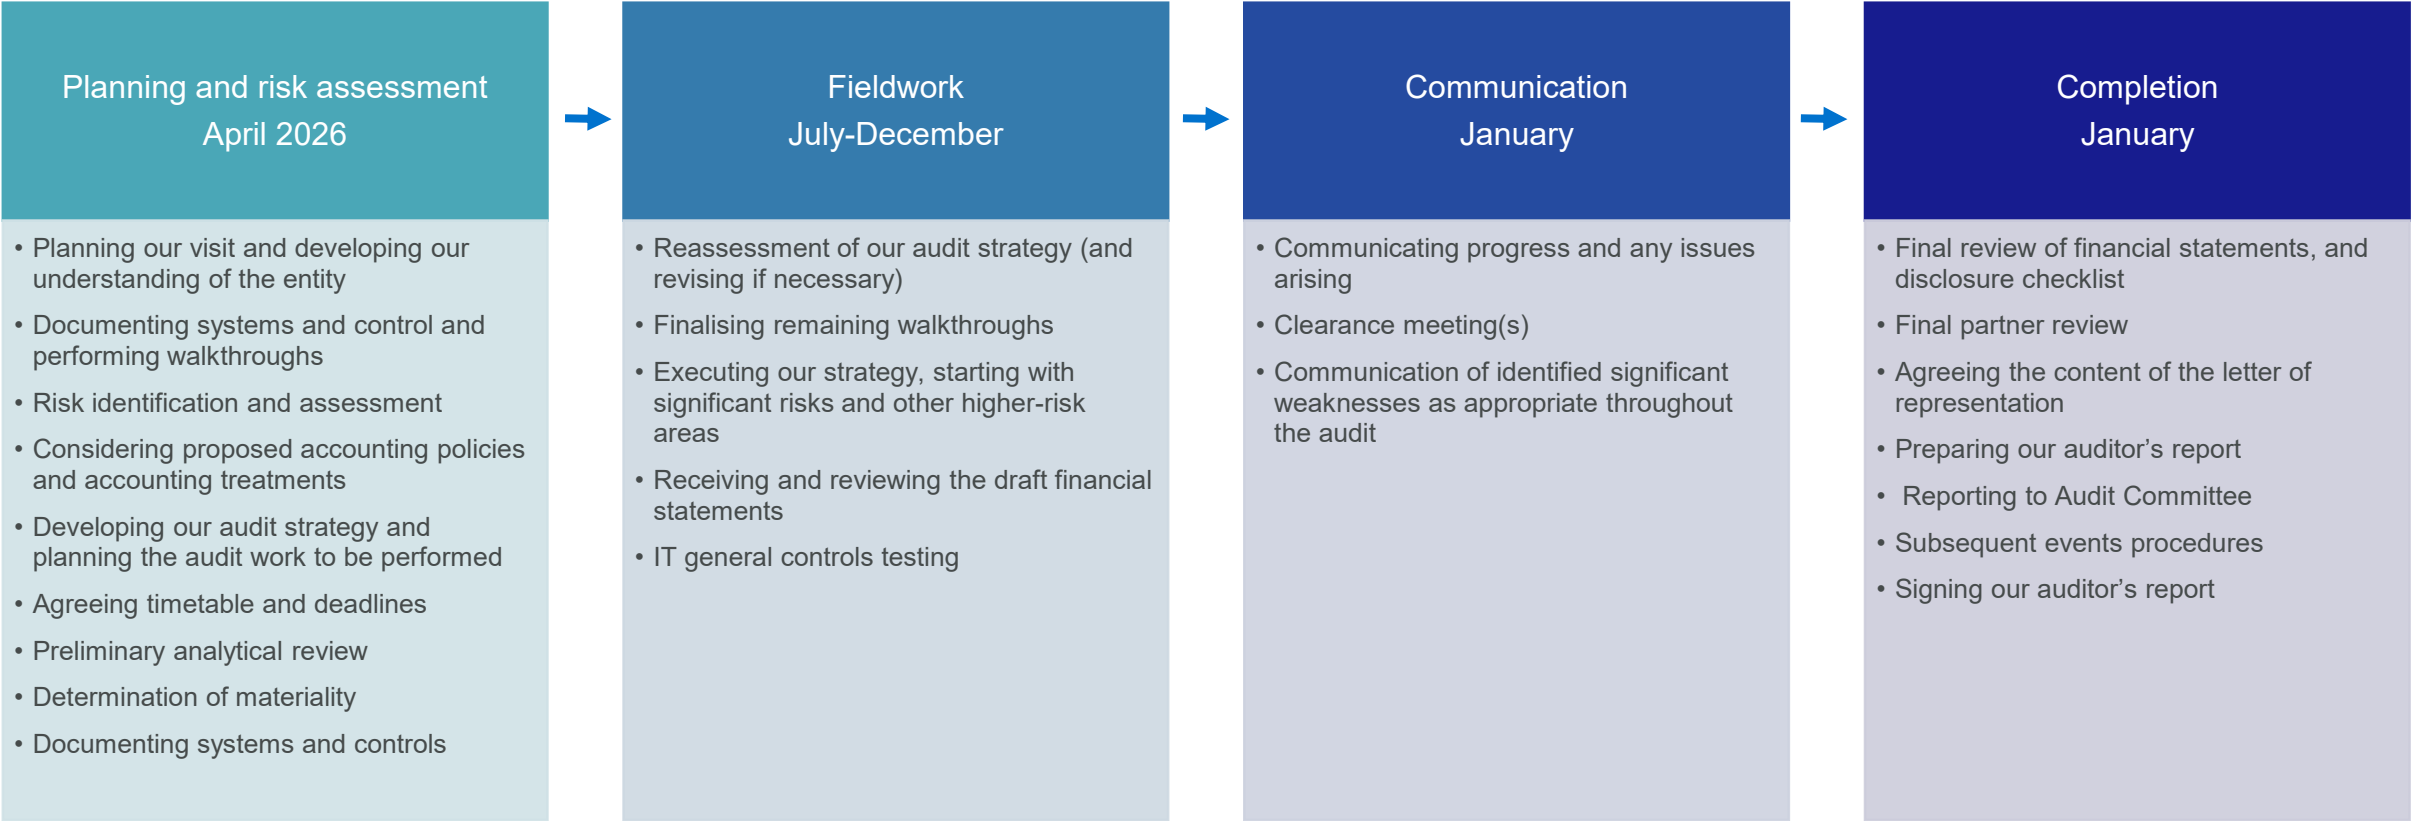 Planning and risk assessment
April 2026
• Planning our visit and developing our
understanding of the entity
• Documenting systems and control and
performing walkthroughs
• Risk identification and assessment
• Considering proposed accounting policies
and accounting treatments
• Developing our audit strategy and
planning the audit work to be performed
• Agreeing timetable and deadlines
• Preliminary analytical review
• Determination of materiality
• Documenting systems and controls
Fieldwork
July-December
• Reassessment of our audit strategy (and
revising if necessary)
• Finalising remaining walkthroughs
• Executing our strategy, starting with
significant risks and other higher-risk
areas
• Receiving and reviewing the draft financial
statements
• IT general controls testing
Communication
January
• Communicating progress and any issues
arising
• Clearance meeting(s)
• Communication of identified significant
weaknesses as appropriate throughout
the audit
Completion
January
• Final review of financial statements, and
disclosure checklist
• Final partner review
• Agreeing the content of the letter of
representation
• Preparing our auditor’s report
• Reporting to Audit Committee
• Subsequent events procedures
• Signing our auditor’s report